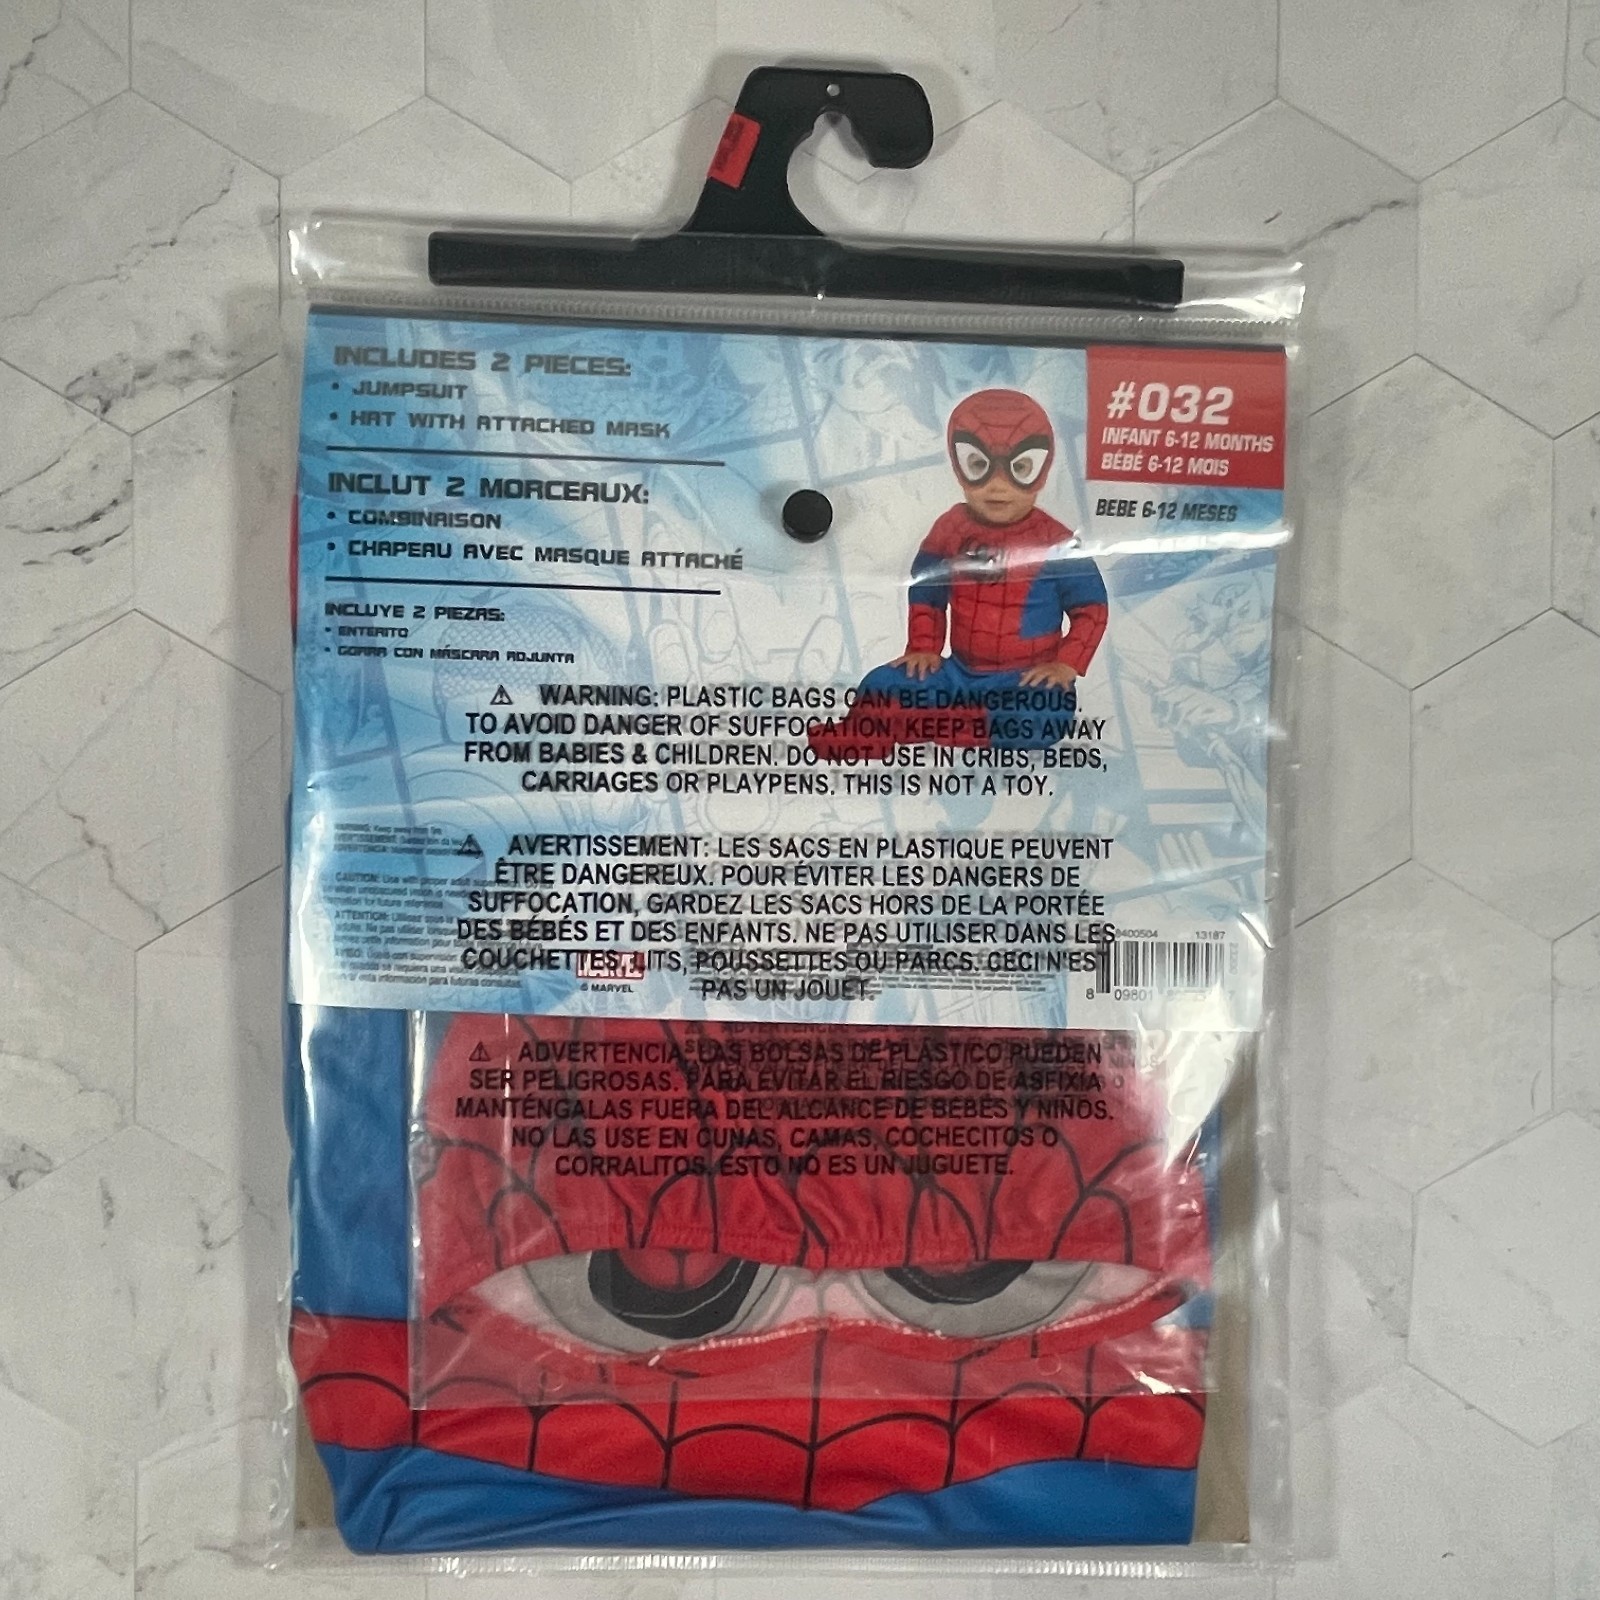 INCLUDES 2 PIECES:
• JUMPSUIT
• HAT WITH ATTACHED MASK
INCLUT 2 MORCEAUX:
• COMBINAISON
• CHAPEAU AVEC MASQUE ATTACHÉ
INCLUYE 2 PIEZAS:
• ENTERITO
• GORRA CON MÁSCARA ADJUNTA
#032
INFANT 6-12 MONTHS
BÉBÉ 6-12 MOIS
BEBE 6-12 MESES
⚠ WARNING: PLASTIC BAGS CAN BE DANGEROUS.
TO AVOID DANGER OF SUFFOCATION, KEEP BAGS AWAY
FROM BABIES & CHILDREN. DO NOT USE IN CRIBS, BEDS,
CARRIAGES OR PLAYPENS. THIS IS NOT A TOY.
⚠ AVERTISSEMENT: LES SACS EN PLASTIQUE PEUVENT
ÊTRE DANGEREUX. POUR ÉVITER LES DANGERS DE
SUFFOCATION, GARDEZ LES SACS HORS DE LA PORTÉE
DES BÉBÉS ET DES ENFANTS. NE PAS UTILISER DANS LES
COUCHETTES, LITS, POUSSETTES OU PARCS. CECI N'EST
PAS UN JOUET.
MARVEL
© MARVEL
8400504 13187
8 09801
⚠ ADVERTENCIA: LAS BOLSAS DE PLÁSTICO PUEDEN
SER PELIGROSAS. PARA EVITAR EL RIESGO DE ASFIXIA
MANTÉNGALAS FUERA DEL ALCANCE DE BEBÉS Y NIÑOS.
NO LAS USE EN CUNAS, CAMAS, COCHECITOS O
CORRALITOS. ESTO NO ES UN JUGUETE.